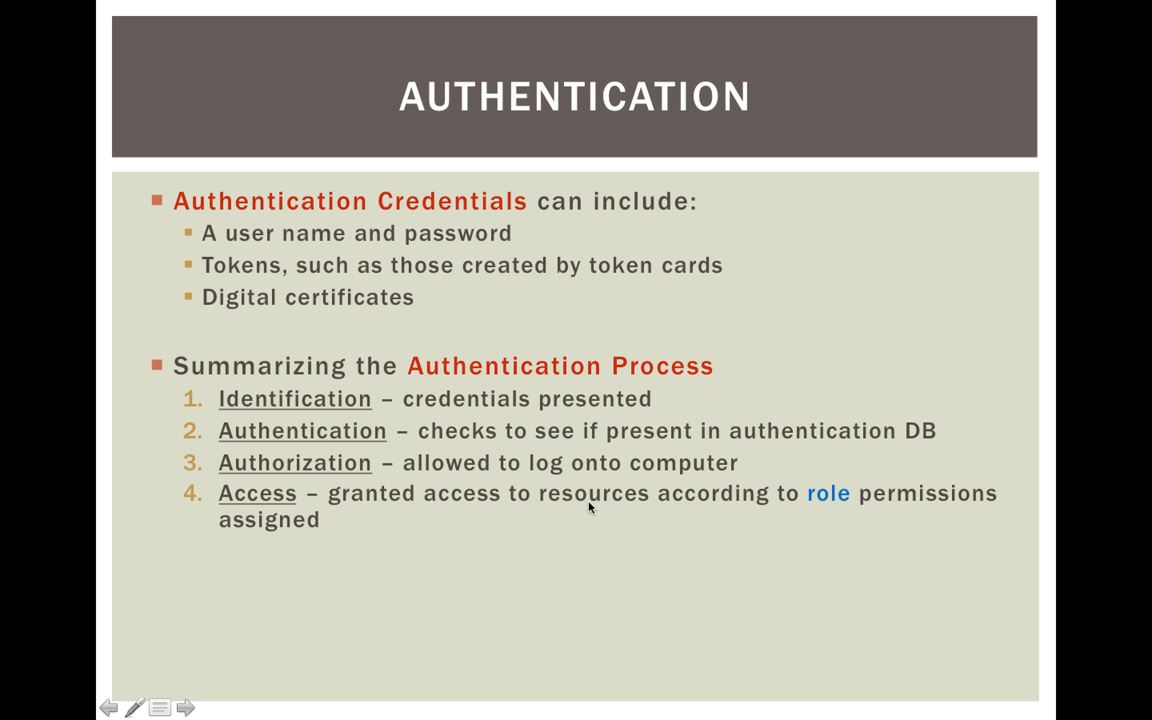 AUTHENTICATION
Authentication Credentials can include:
A user name and password
Tokens, such as those created by token cards
Digital certificates
Summarizing the Authentication Process
1. Identification – credentials presented
2. Authentication – checks to see if present in authentication DB
3. Authorization – allowed to log onto computer
4. Access – granted access to resources according to role permissions
assigned